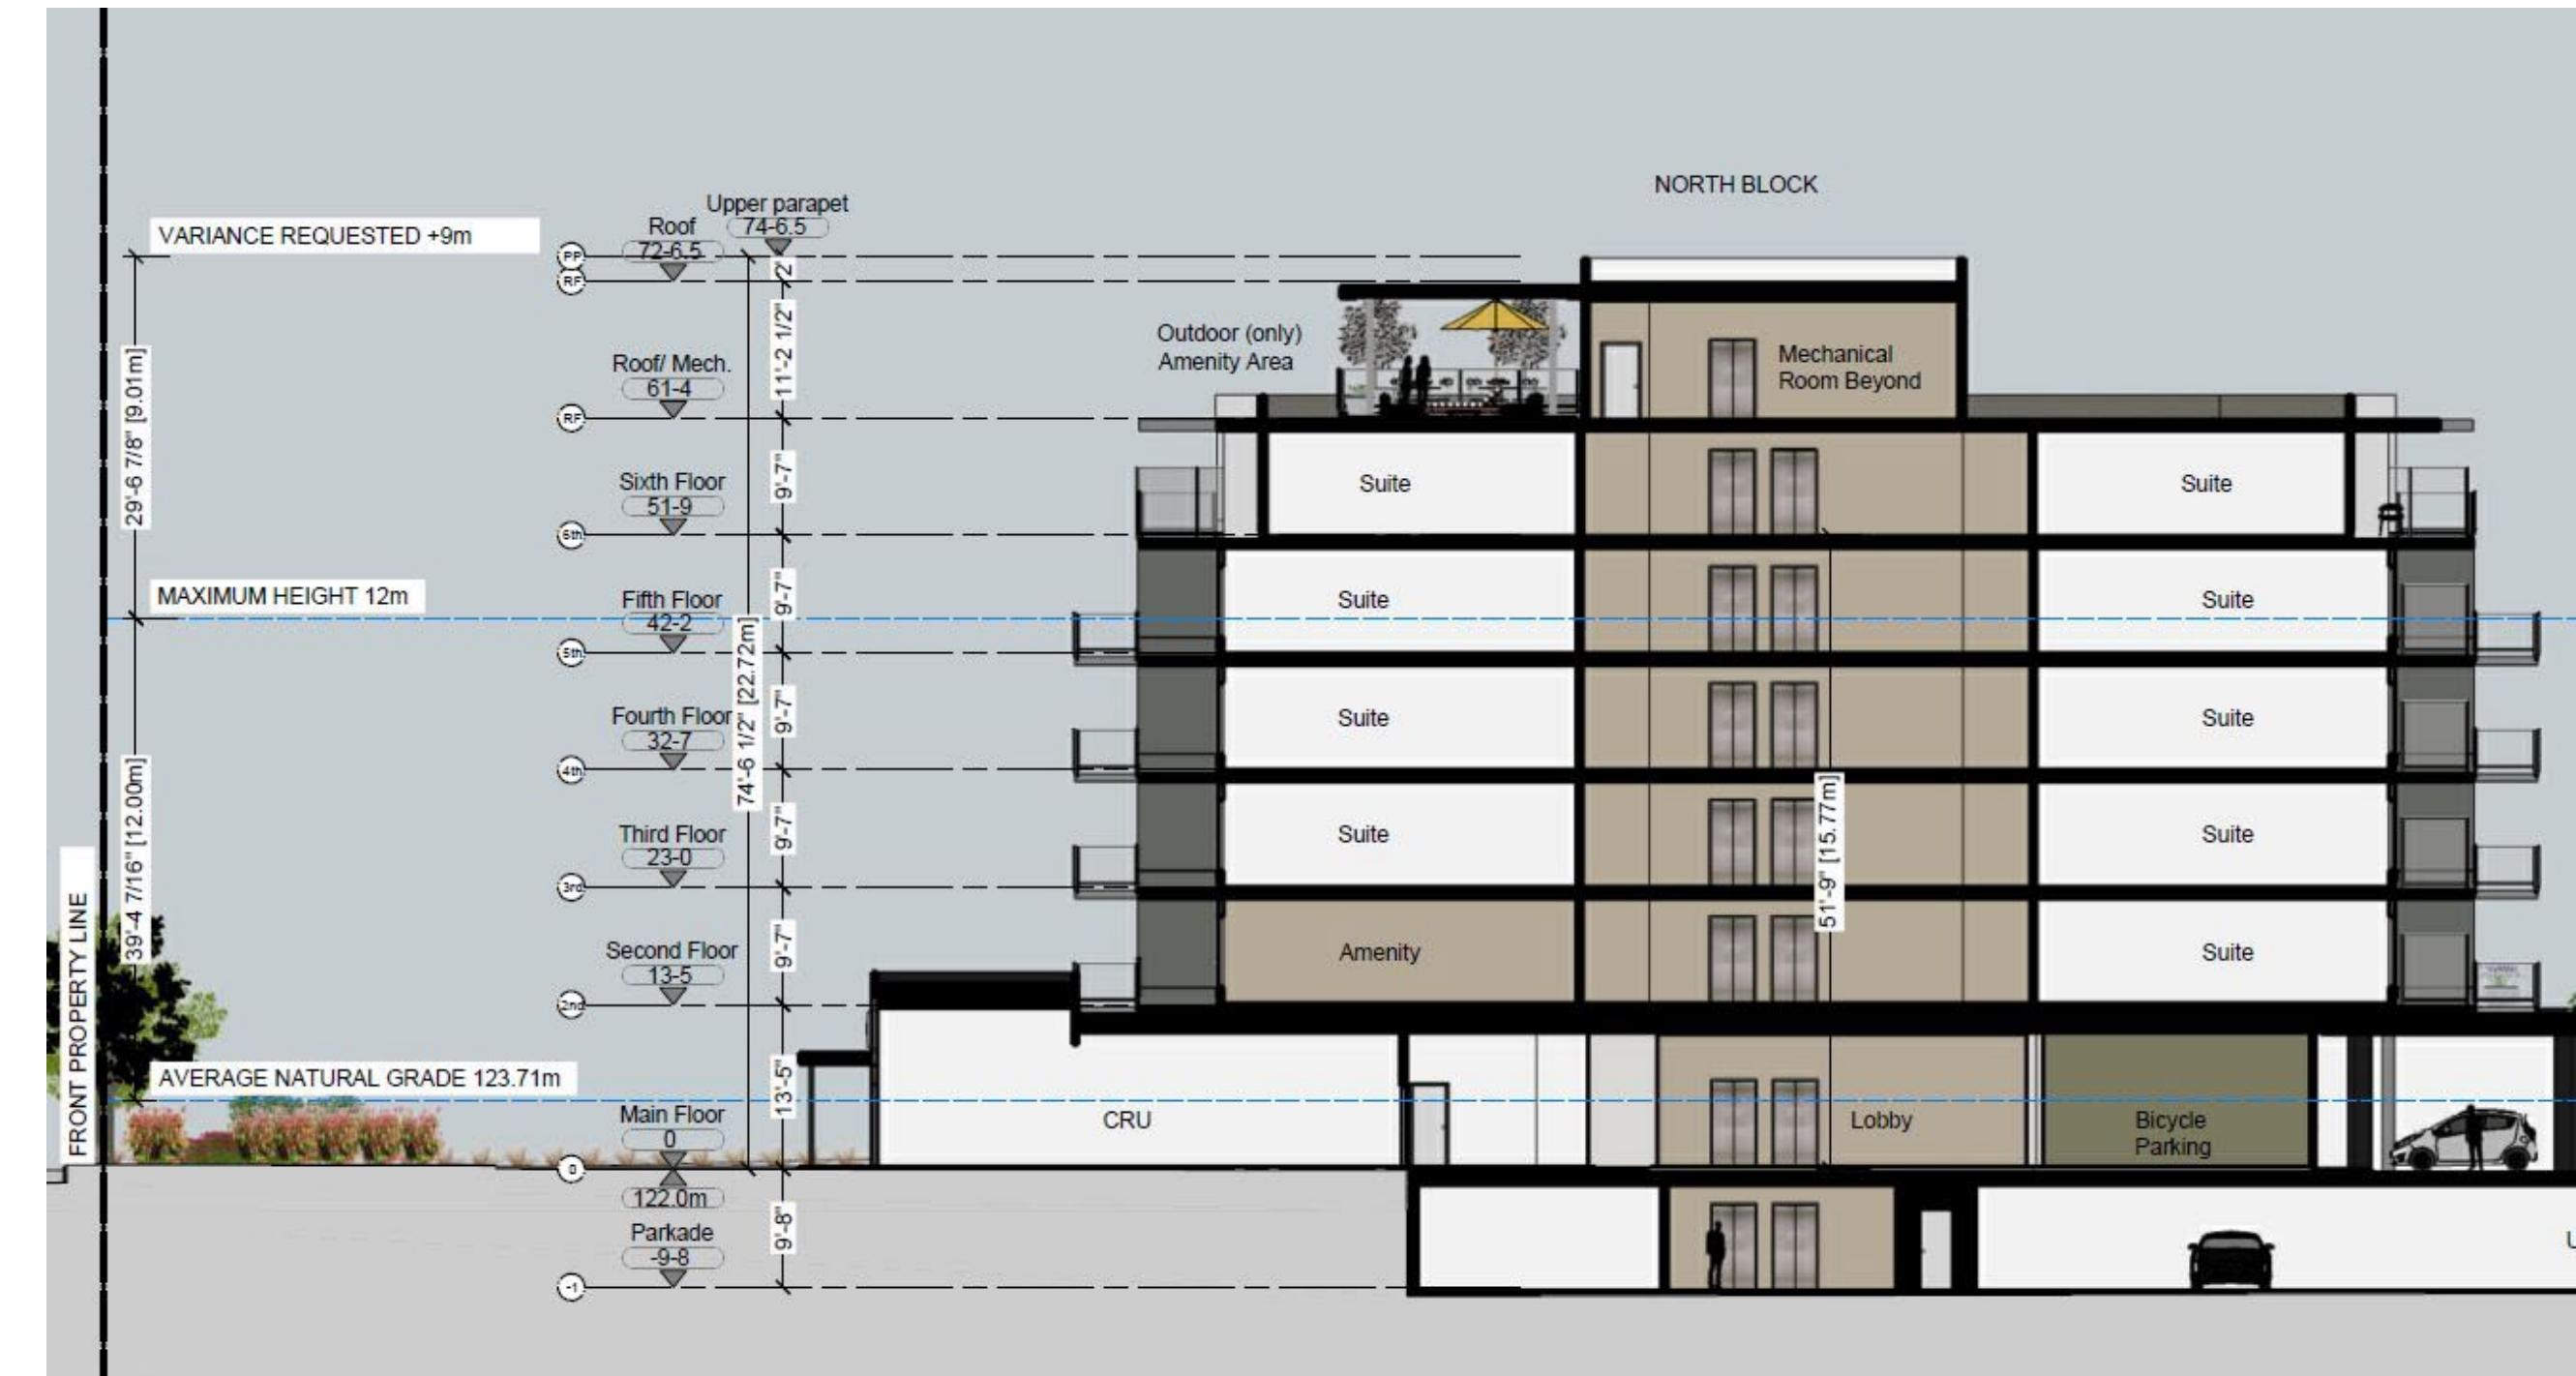 NORTH BLOCK
Upper parapet
74-6.5
Roof
72-6.5
VARIANCE REQUESTED +9m
PP
RF
2'
11'-2 1/2"
Outdoor (only)
Amenity Area
Mechanical
Room Beyond
Roof/ Mech.
61-4
RF
29'-6 7/8" [9.01m]
9'-7"
Sixth Floor
51-9
6th
Suite
Suite
MAXIMUM HEIGHT 12m
Fifth Floor
42-2
5th
9'-7"
Suite
Suite
74'-6 1/2" [22.72m]
Fourth Floor
32-7
4th
9'-7"
Suite
Suite
39'-4 7/16" [12.00m]
Third Floor
23-0
3rd
9'-7"
Suite
51'-9" [15.77m]
Suite
Second Floor
13-5
2nd
9'-7"
Amenity
Suite
FRONT PROPERTY LINE
AVERAGE NATURAL GRADE 123.71m
13'-5"
Main Floor
0
0
CRU
Lobby
Bicycle
Parking
122.0m
Parkade
-9-8
-1
9'-8"
U